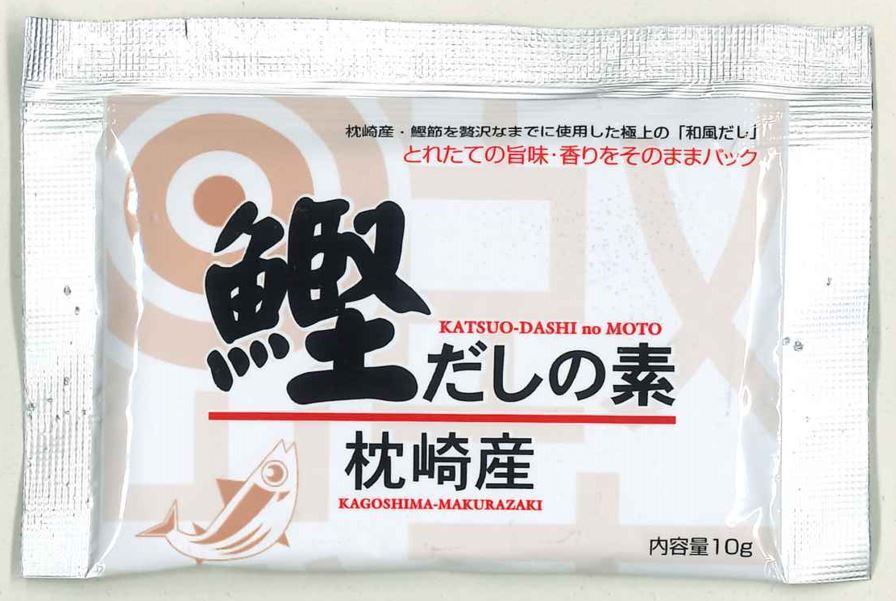 枕崎産・鰹節を贅沢なまでに使用した極上の「和風だし」
とれたての旨味・香りをそのままパック
KATSUO-DASHI no MOTO
鰹だしの素
枕崎産
KAGOSHIMA-MAKURAZAKI
内容量10g